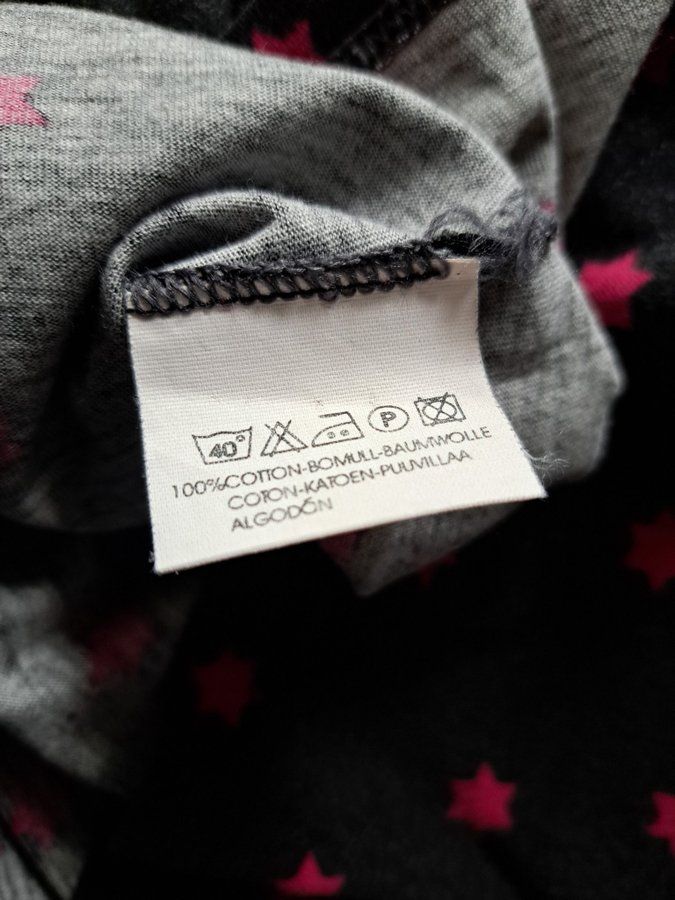 40°
P
100%COTTON-BOMULL-BAUMWOLLE
COTON-KATOEN-PUUVILLAA
ALGODÓN